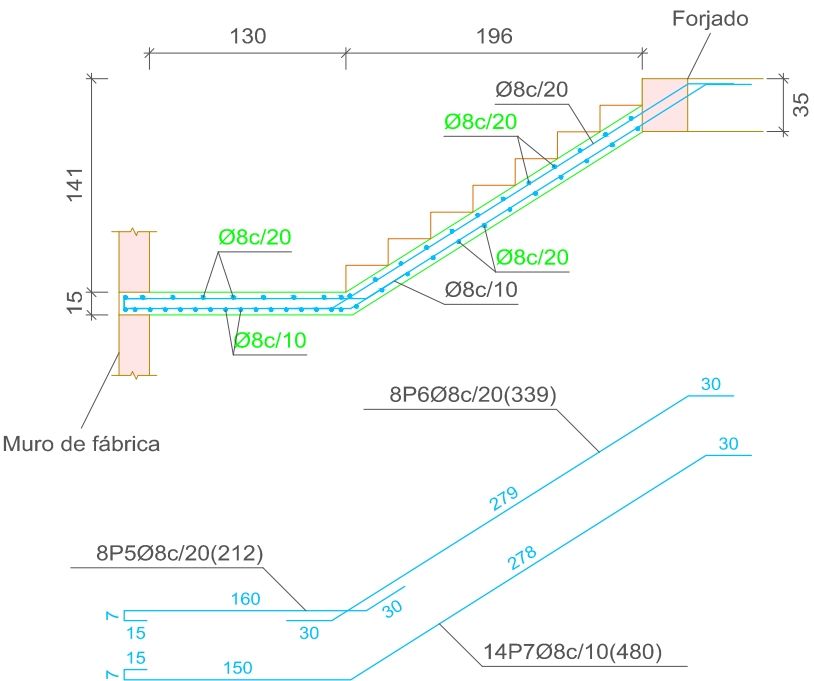 Forjado
130
196
Ø8c/20
35
Ø8c/20
141
Ø8c/20
Ø8c/20
Ø8c/10
15
Ø8c/10
8P6Ø8c/20(339)
30
Muro de fábrica
30
279
8P5Ø8c/20(212)
278
160
30
7
15
30
14P7Ø8c/10(480)
15
150
7